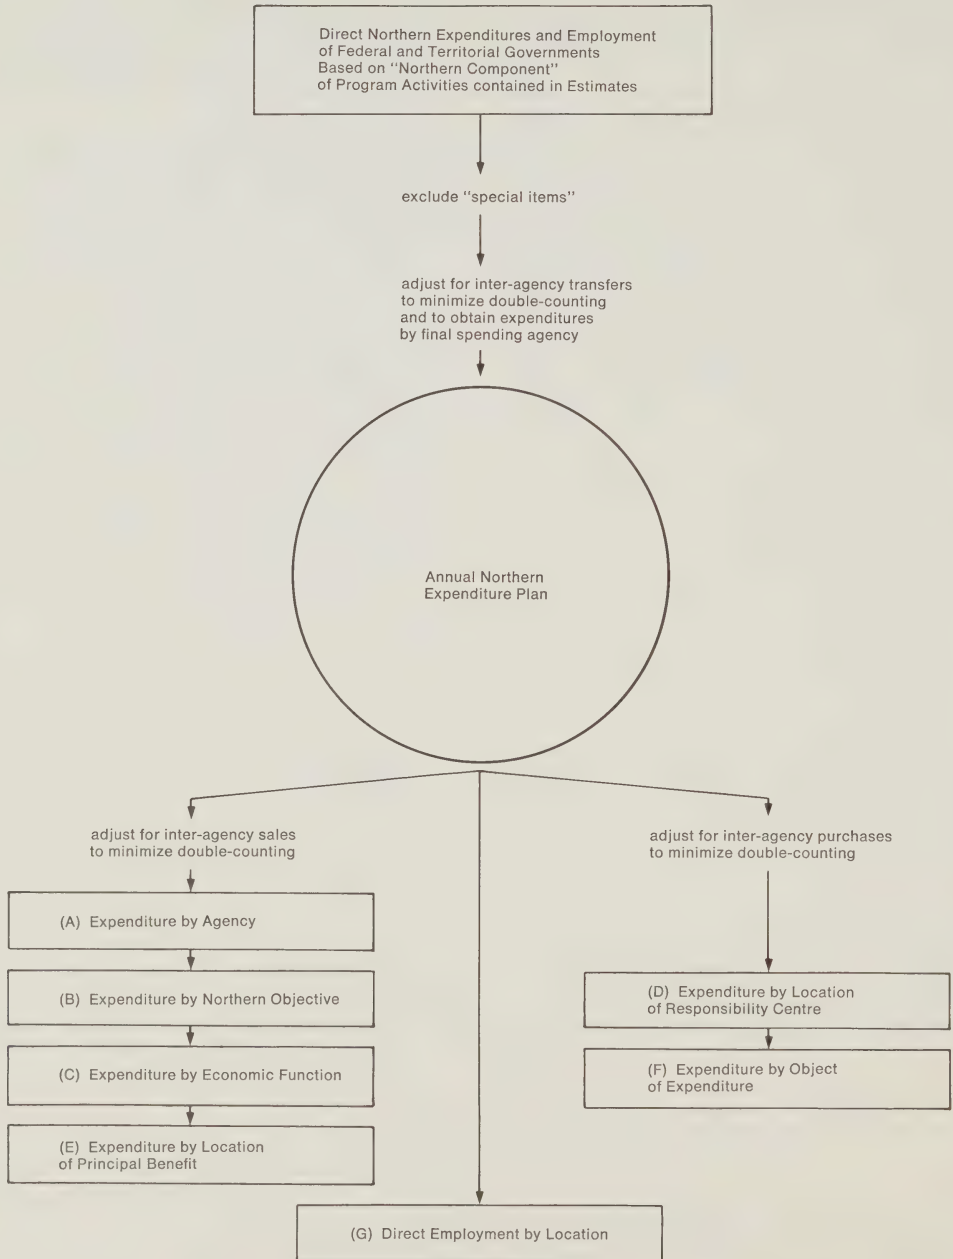 Direct Northern Expenditures and Employment
of Federal and Territorial Governments
Based on "Northern Component"
of Program Activities contained in Estimates
exclude "special items"
adjust for inter-agency transfers
to minimize double-counting
and to obtain expenditures
by final spending agency
Annual Northern
Expenditure Plan
adjust for inter-agency sales
to minimize double-counting
(A) Expenditure by Agency
(B) Expenditure by Northern Objective
(C) Expenditure by Economic Function
(E) Expenditure by Location
of Principal Benefit
adjust for inter-agency purchases
to minimize double-counting
(D) Expenditure by Location
of Responsibility Centre
(F) Expenditure by Object
of Expenditure
(G) Direct Employment by Location